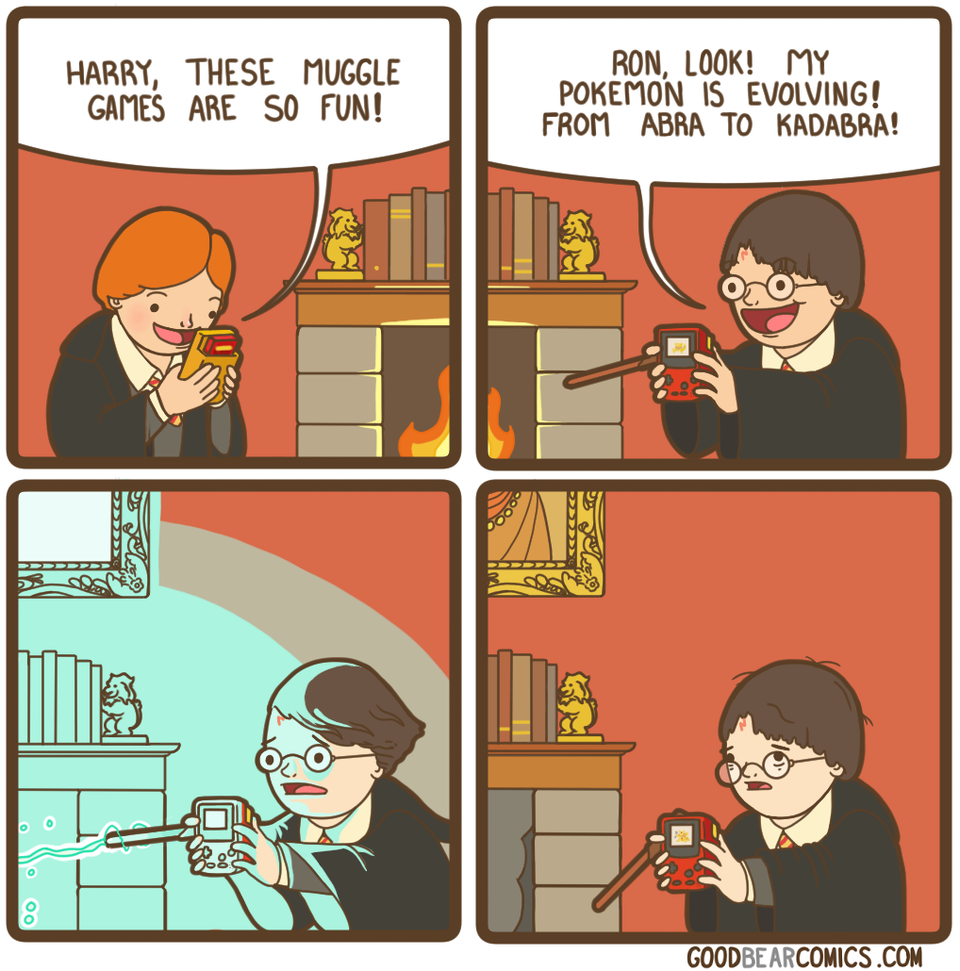 HARRY, THESE MUGGLE
GAMES ARE SO FUN!
RON, LOOK! MY
POKEMON IS EVOLVING!
FROM ABRA TO KADABRA!
GOODBEARCOMICS.COM